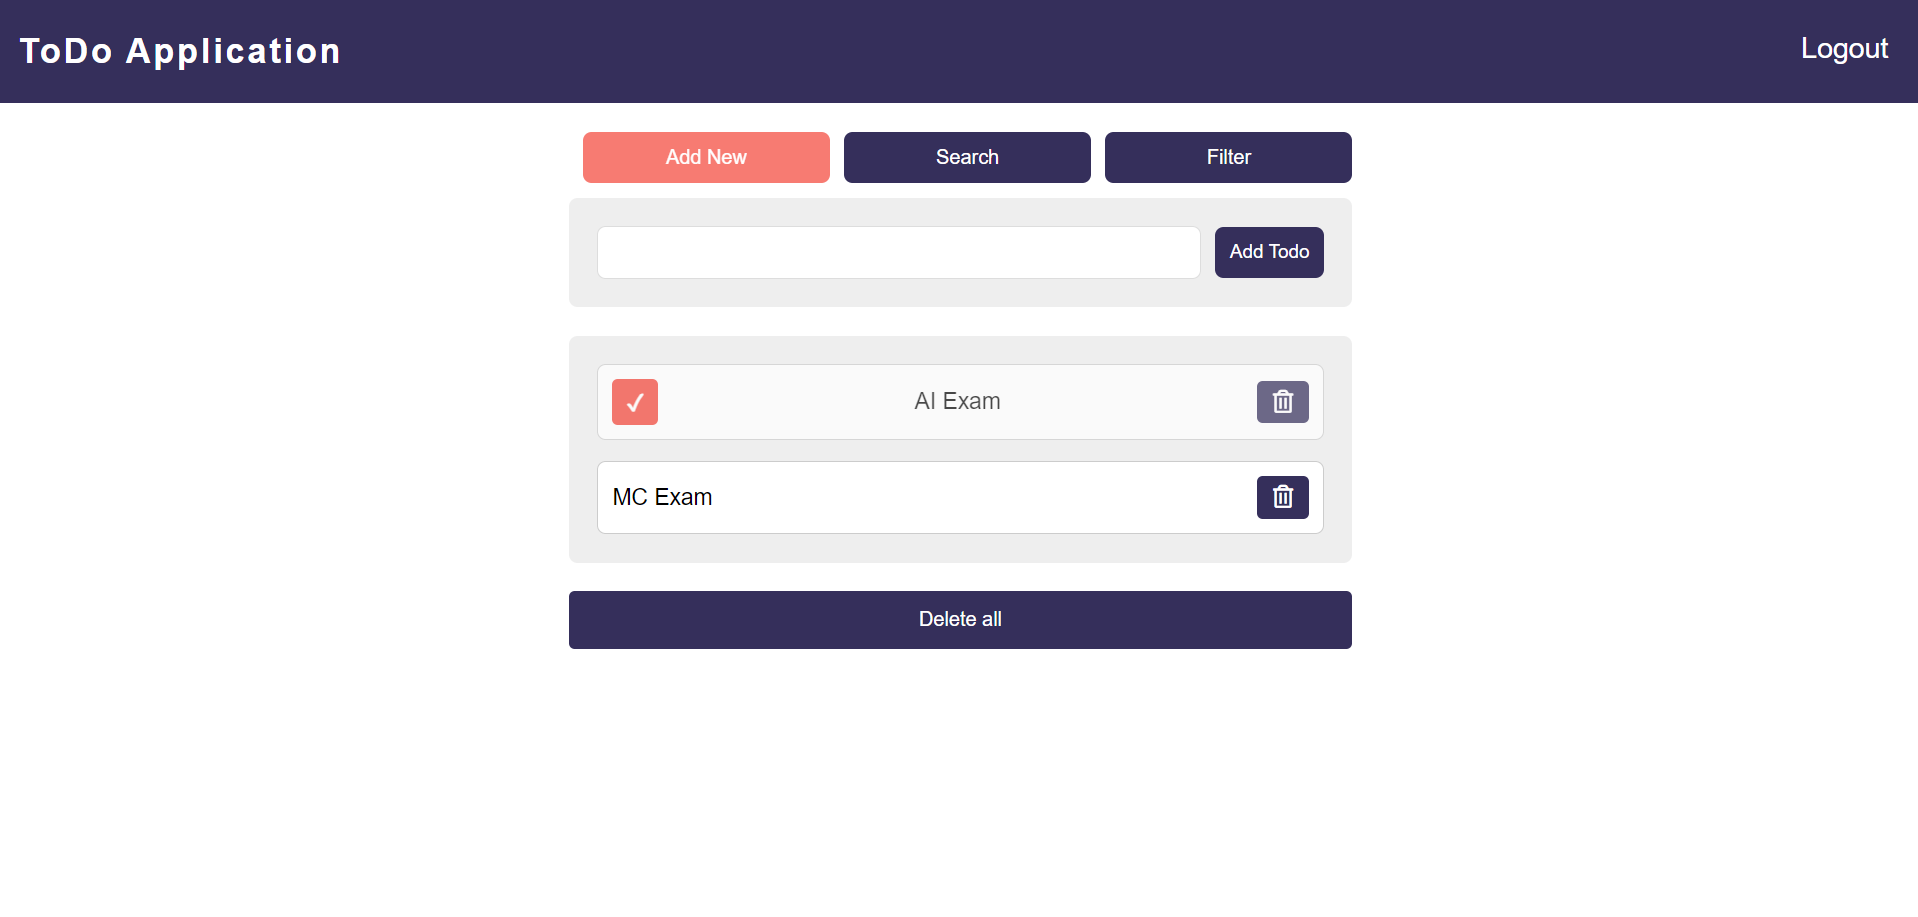 ToDo Application
Logout
Add New
Search
Filter
Add Todo
AI Exam
MC Exam
Delete all